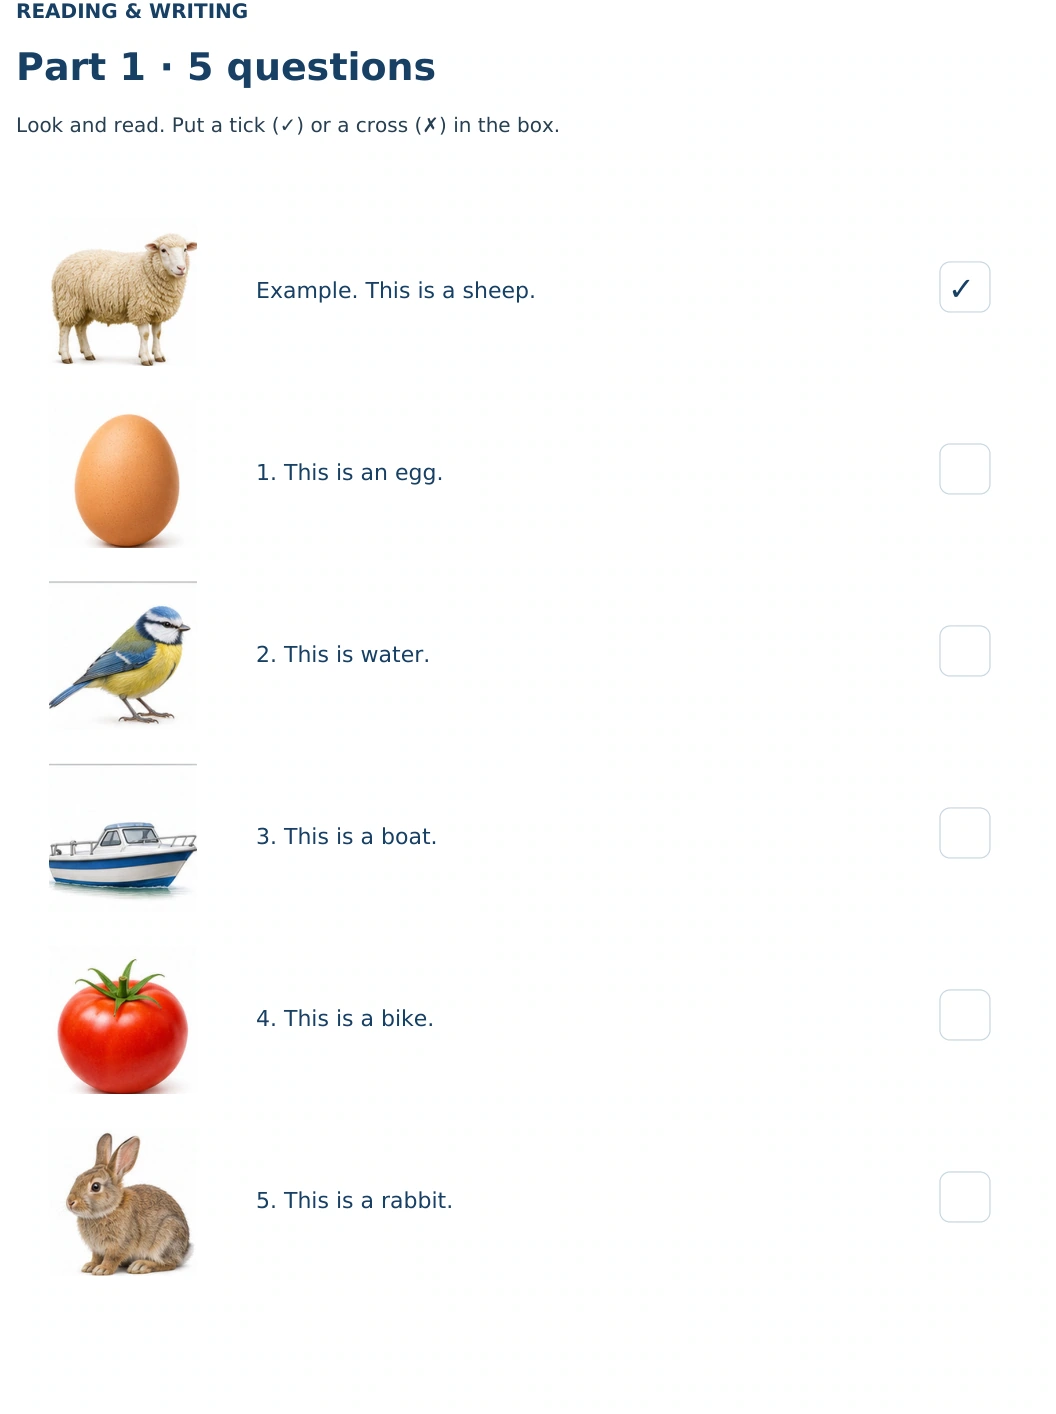 READING & WRITING
Part 1 · 5 questions
Look and read. Put a tick (✓) or a cross (✗) in the box.
Example. This is a sheep.
✓
1. This is an egg.
2. This is water.
3. This is a boat.
4. This is a bike.
5. This is a rabbit.